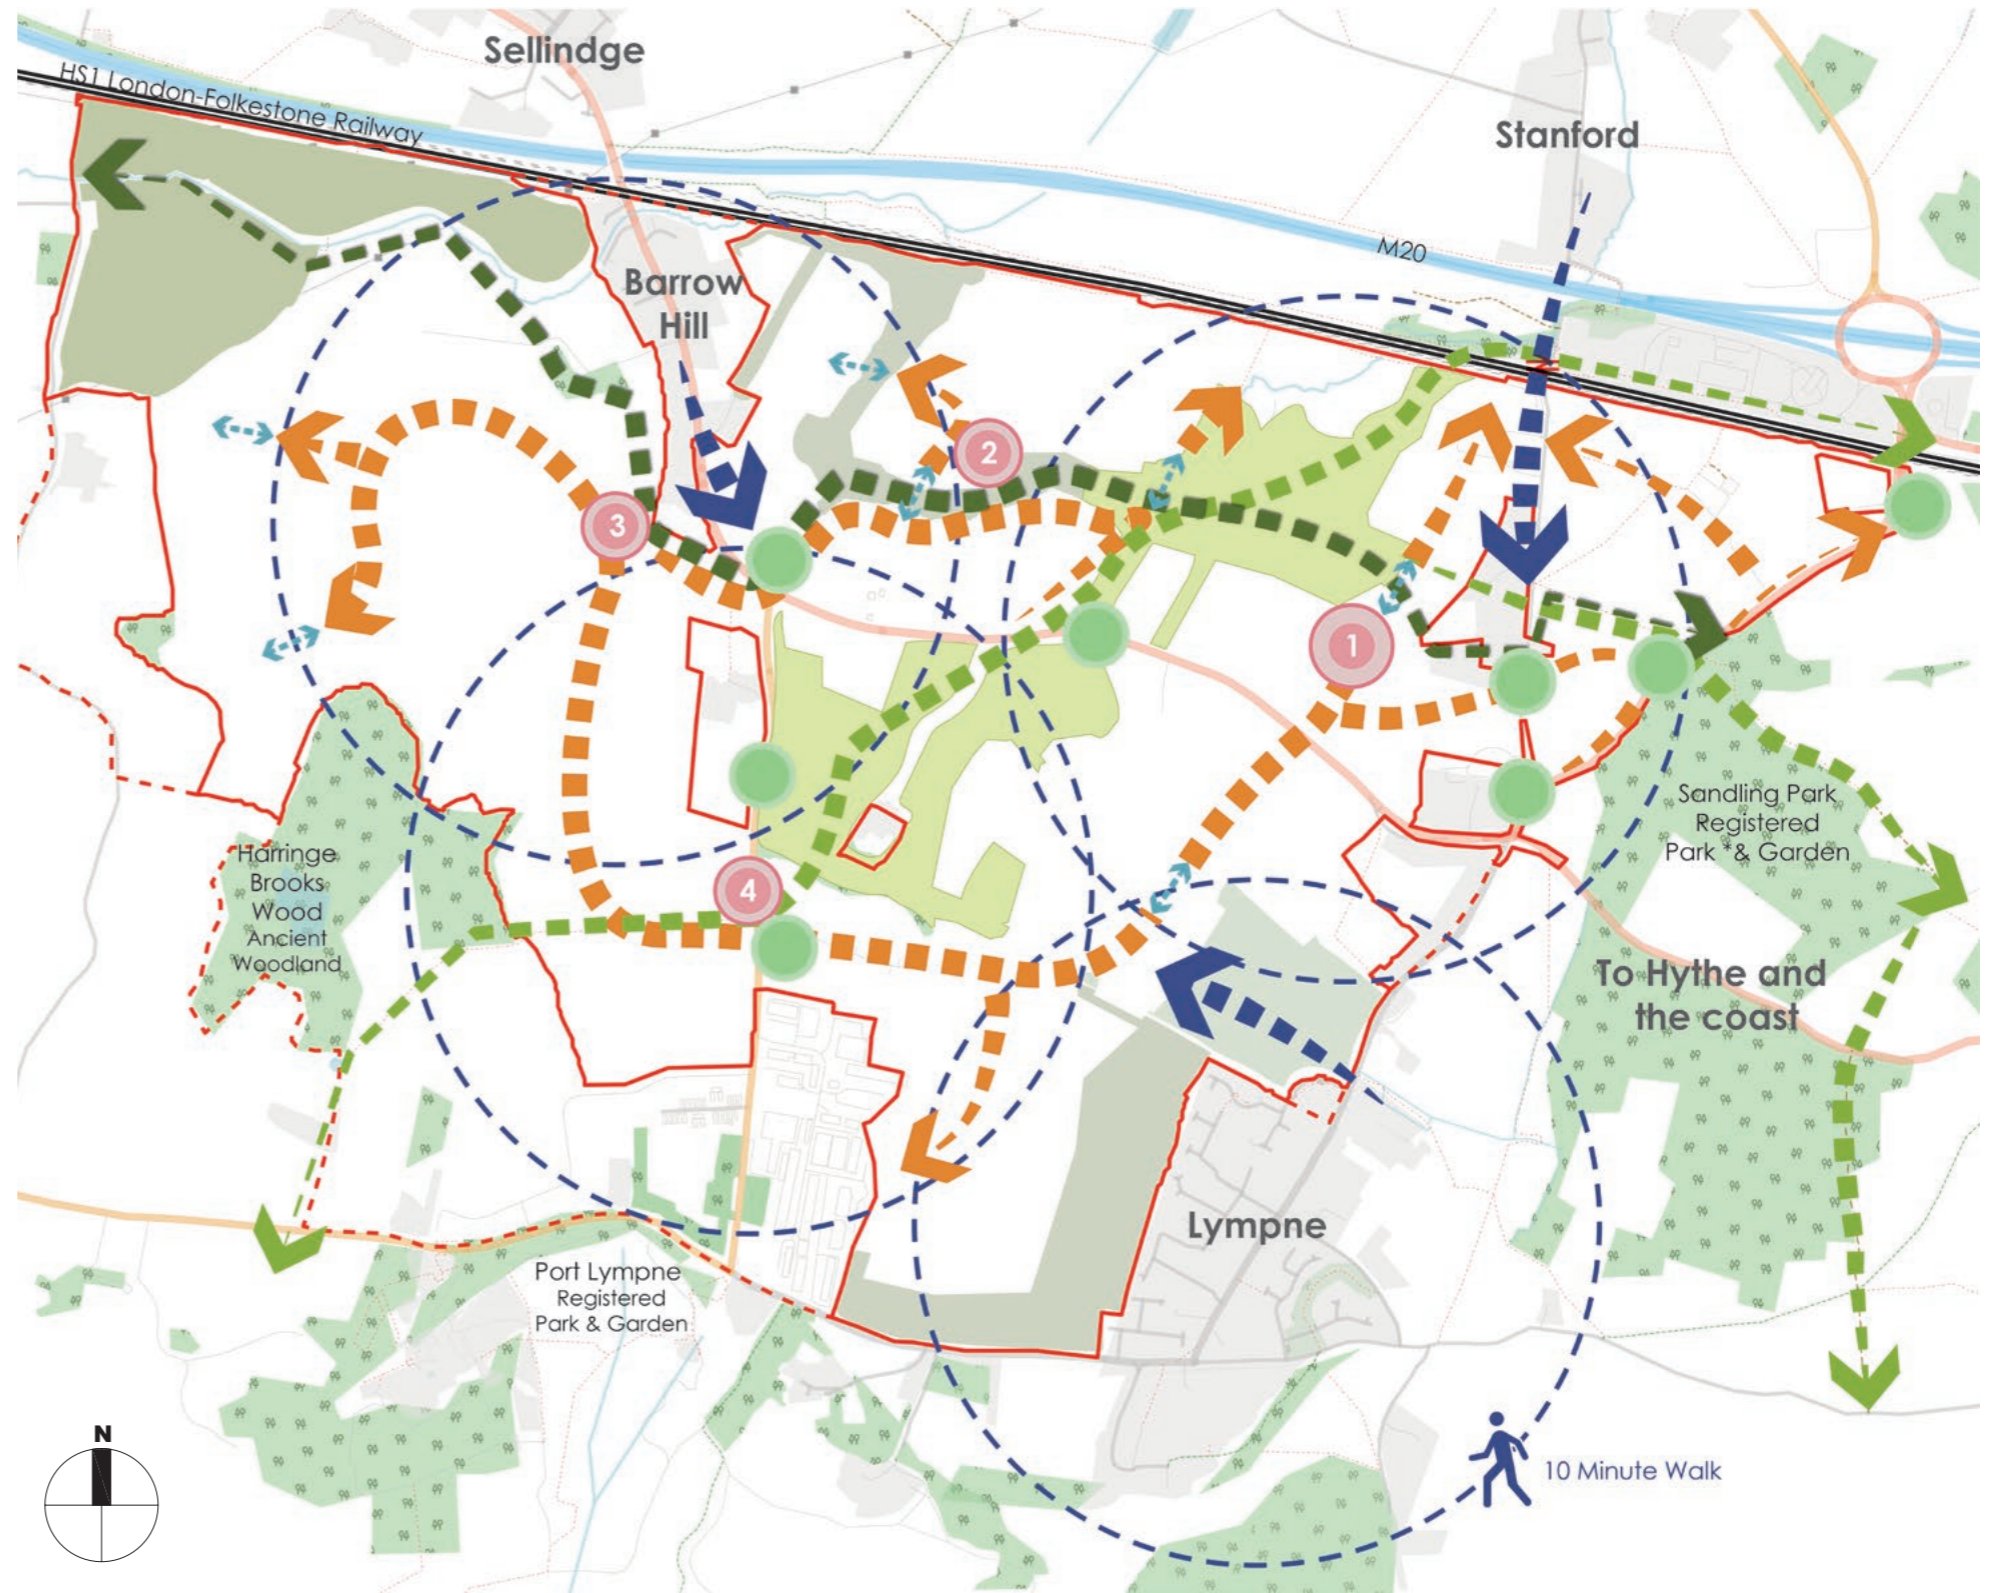 Sellindge
HS1 London-Folkestone Railway
Stanford
M20
Barrow
Hill
2
3
1
4
Sandling Park
Registered
Park *& Garden
Harringe
Brooks
Wood
Ancient
Woodland
To Hythe and
the coast
Lympne
Port Lympne
Registered
Park & Garden
N
10 Minute Walk